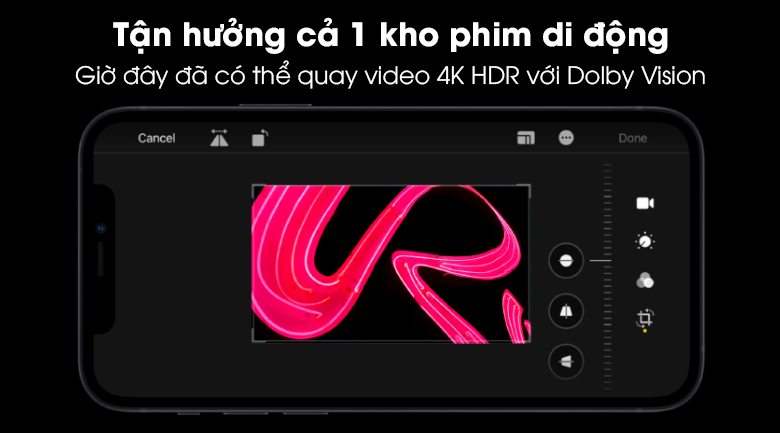 Tận hưởng cả 1 kho phim di động
Giờ đây đã có thể quay video 4K HDR với Dolby Vision
Cancel
Done